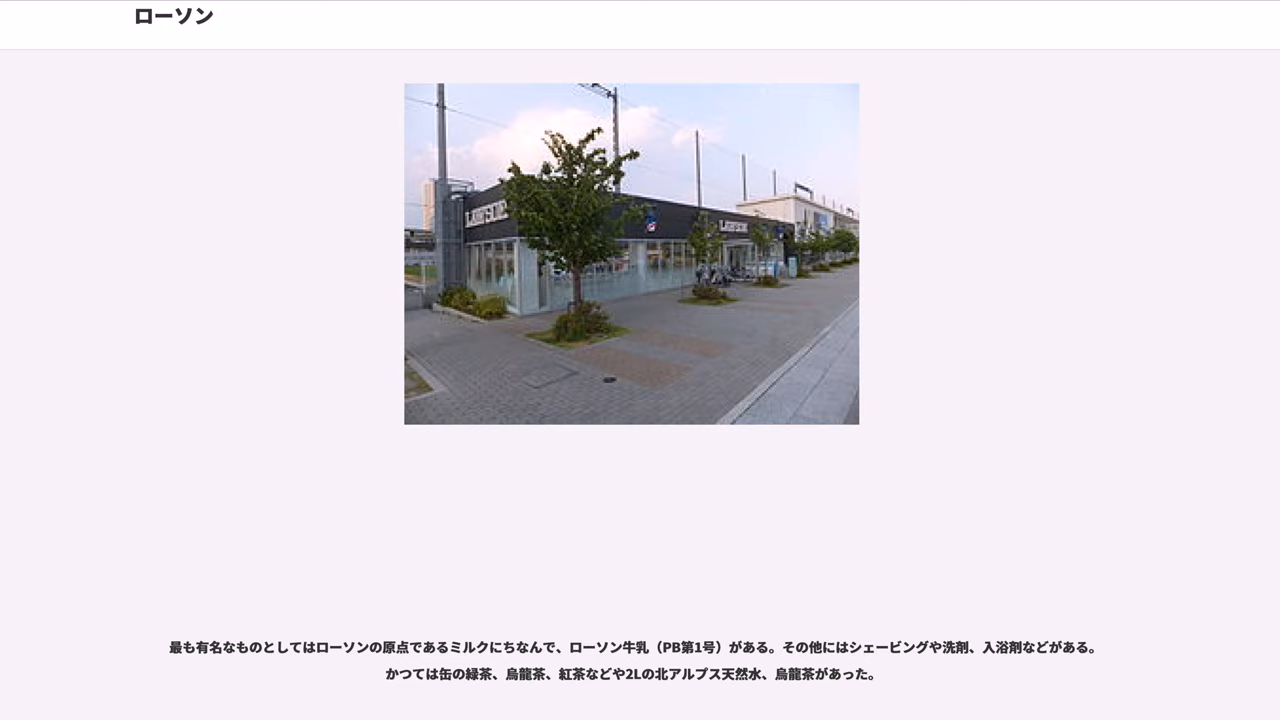 ローソン
LAWSON
LAWSON
最も有名なものとしてはローソンの原点であるミルクにちなんで、ローソン牛乳（PB第1号）がある。その他にはシェービングや洗剤、入浴剤などがある。
かつては缶の緑茶、烏龍茶、紅茶などや2Lの北アルプス天然水、烏龍茶があった。